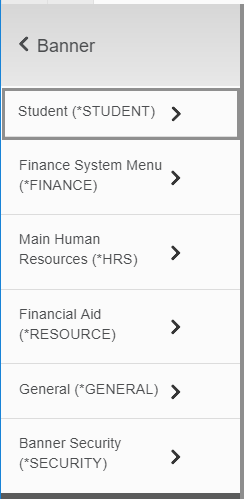 Banner
Student (*STUDENT)
Finance System Menu
(*FINANCE)
Main Human
Resources (*HRS)
Financial Aid
(*RESOURCE)
General (*GENERAL)
Banner Security
(*SECURITY)